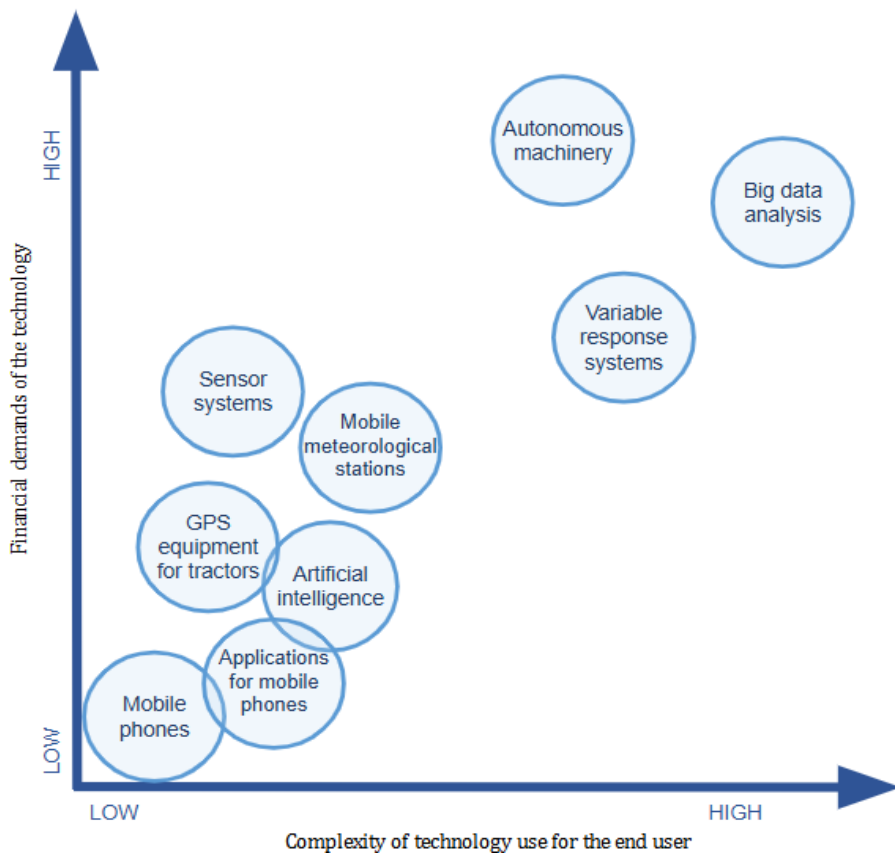 HIGH
Financial demands of the technology
LOW
Autonomous
machinery
Big data
analysis
Variable
response
systems
Sensor
systems
Mobile
meteorological
stations
GPS
equipment
for tractors
Artificial
intelligence
Applications
for mobile
phones
Mobile
phones
LOW
HIGH
Complexity of technology use for the end user